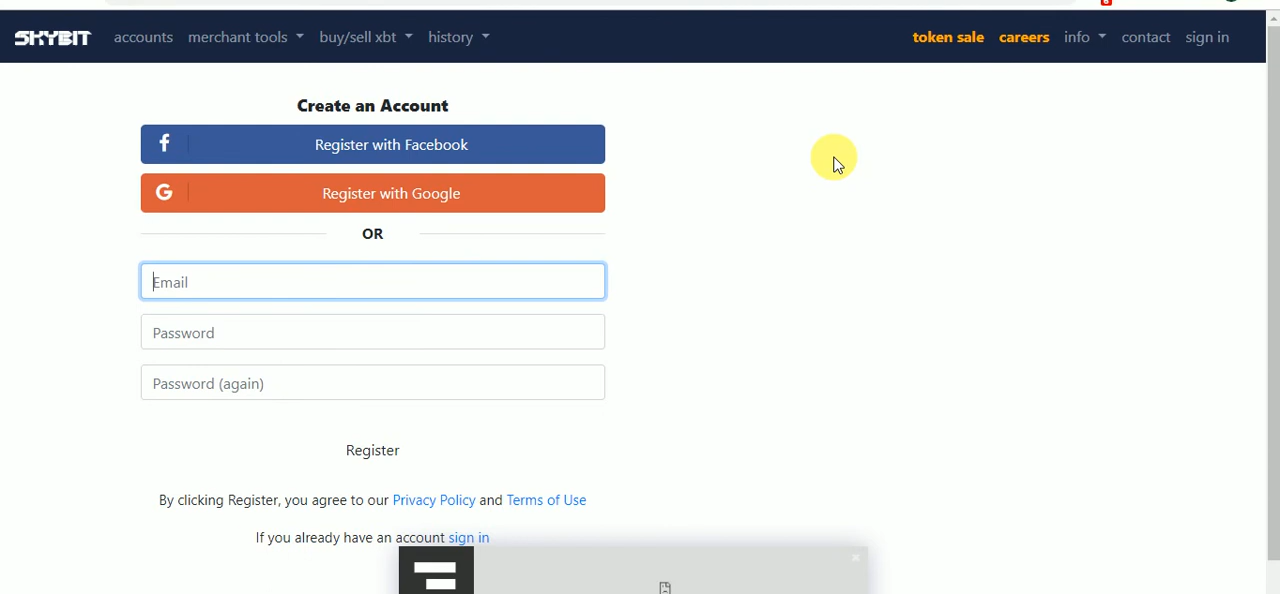 SKYBIT accounts merchant tools buy/sell xbt history token sale careers info contact sign in
Create an Account
Register with Facebook
Register with Google
OR
Email
Password
Password (again)
Register
By clicking Register, you agree to our Privacy Policy and Terms of Use
If you already have an account sign in